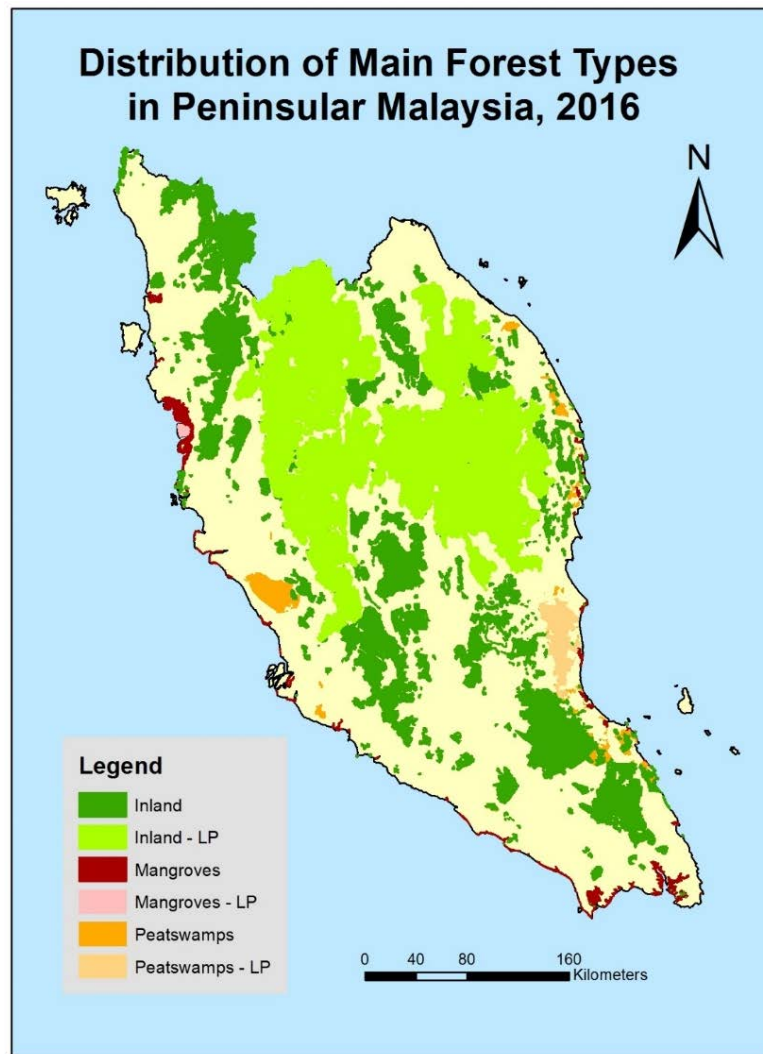 Distribution of Main Forest Types
in Peninsular Malaysia, 2016
N
Legend
Inland
Inland - LP
Mangroves
Mangroves - LP
Peatswamps
Peatswamps - LP
0 40 80 160
Kilometers